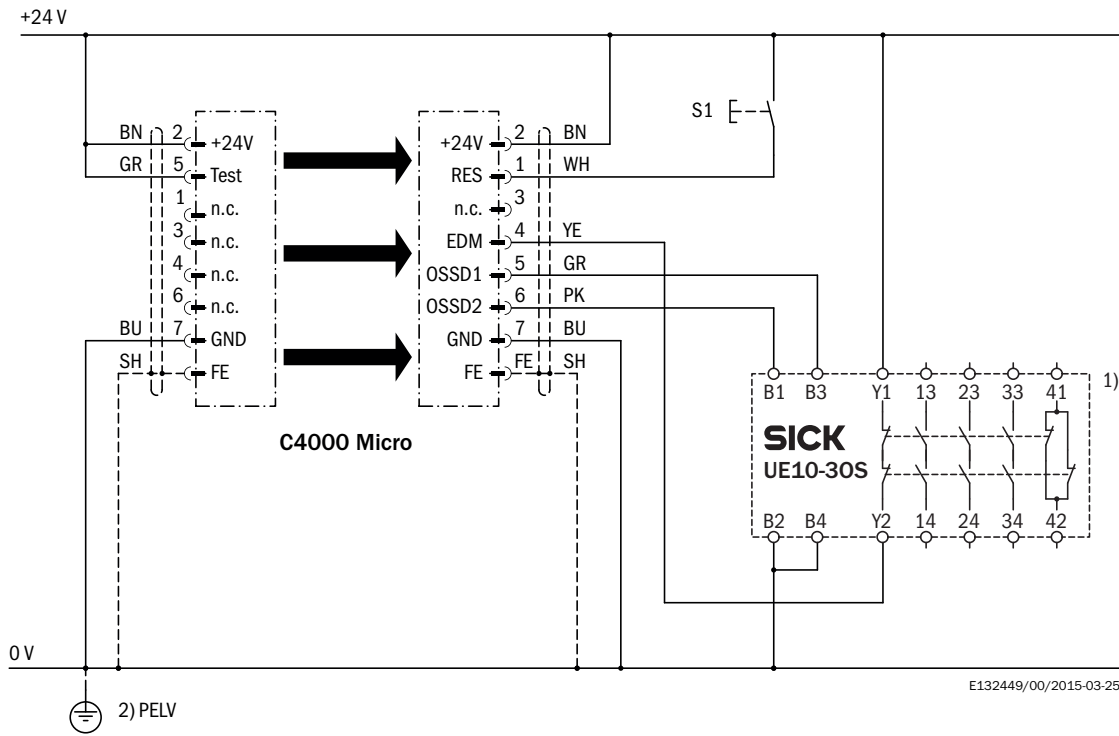 +24 V
S1
BN 2 +24V
GR 5 Test
1 n.c.
3 n.c.
4 n.c.
6 n.c.
BU 7 GND
SH FE
+24V 2 BN
RES 1 WH
n.c. 3
EDM 4 YE
OSSD1 5 GR
OSSD2 6 PK
GND 7 BU
FE FE SH
C4000 Micro
1)
B1 B3 Y1 13 23 33 41
SICK
UE10-30S
B2 B4 Y2 14 24 34 42
0 V
E132449/00/2015-03-25
2) PELV